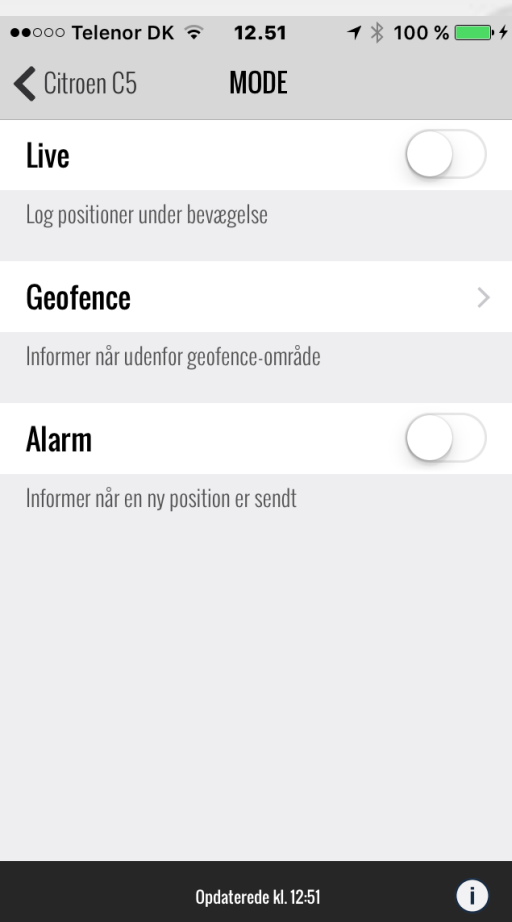 ●●○○○ Telenor DK 12.51 100 %
Citroen C5 MODE
Live
Log positioner under bevægelse
Geofence
Informer når udenfor geofence-område
Alarm
Informer når en ny position er sendt
Opdaterede kl. 12:51 i